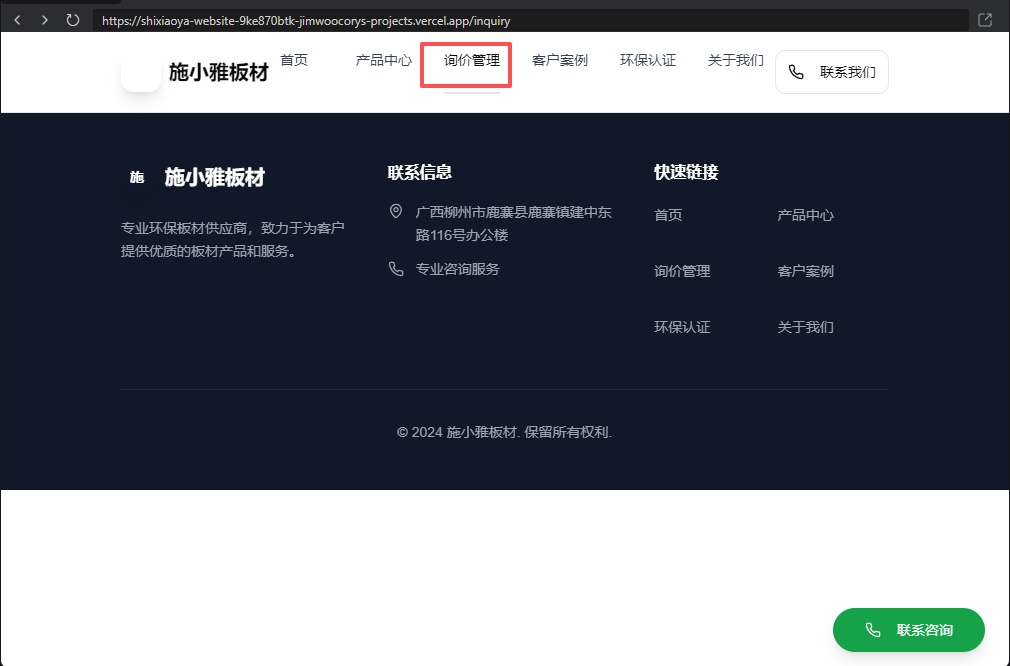 https://shixiaoya-website-9ke870btk-jimwoocorys-projects.vercel.app/inquiry
施小雅板材
首页
产品中心
询价管理
客户案例
环保认证
关于我们
联系我们
施
施小雅板材
专业环保板材供应商，致力于为客户
提供优质的板材产品和服务。
联系信息
广西柳州市鹿寨县鹿寨镇建中东
路116号办公楼
专业咨询服务
快速链接
首页
产品中心
询价管理
客户案例
环保认证
关于我们
© 2024 施小雅板材. 保留所有权利.
联系咨询